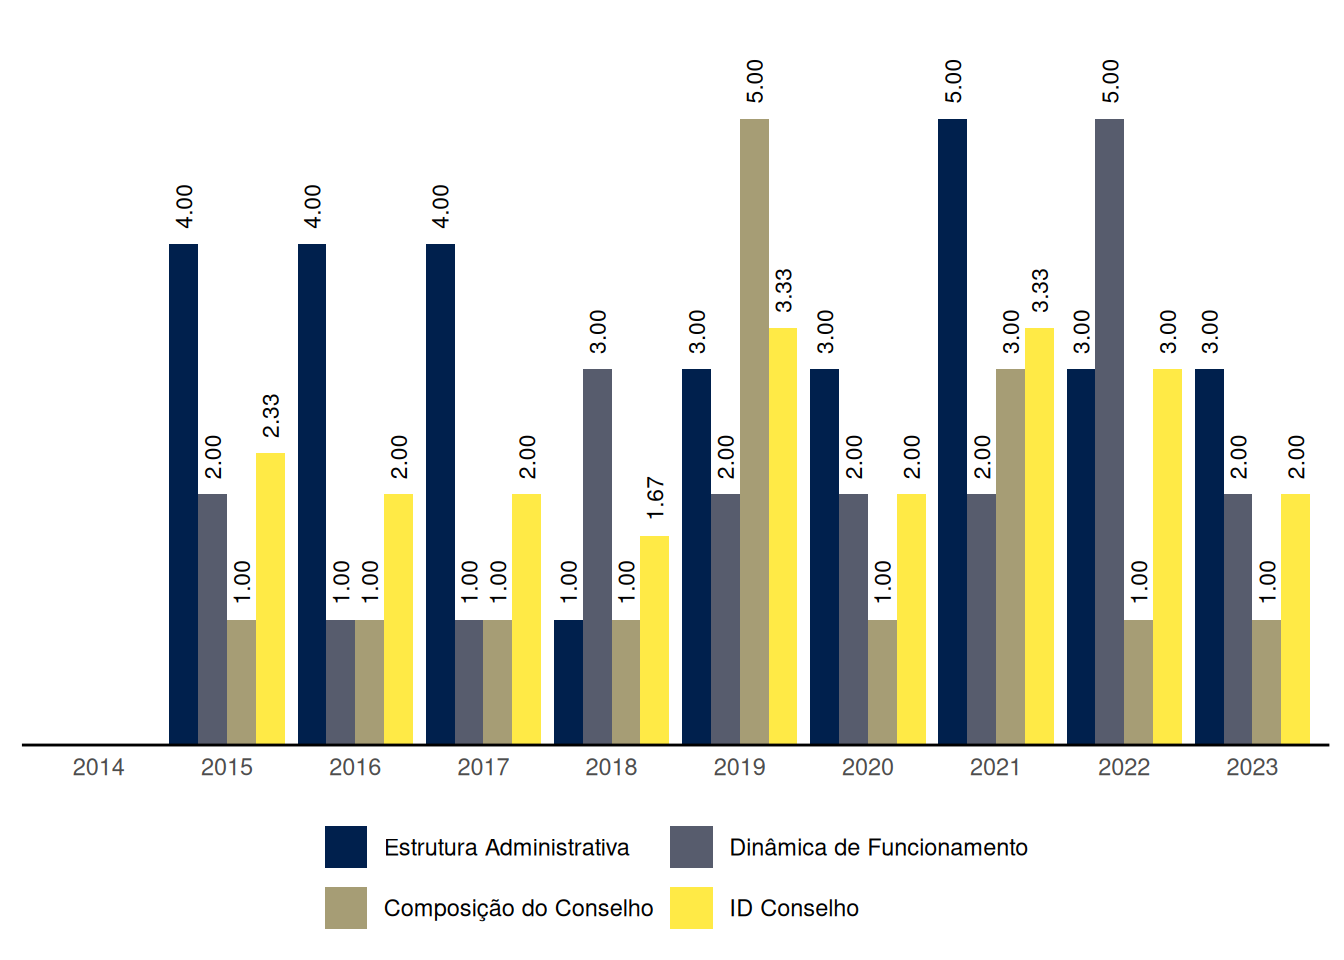 5.00 5.00 5.00
4.00 4.00 4.00
3.33 3.33
3.00 3.00 3.00 3.00 3.00 3.00 3.00
2.33
2.00 2.00 2.00 2.00 2.00 2.00 2.00 2.00 2.00
1.67
1.00 1.00 1.00 1.00 1.00 1.00 1.00 1.00 1.00 1.00
2014 2015 2016 2017 2018 2019 2020 2021 2022 2023
Estrutura Administrativa Dinâmica de Funcionamento
Composição do Conselho ID Conselho